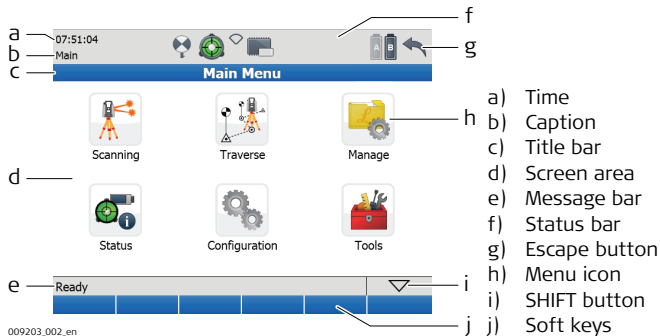 a
07:51:04
b
Main
c
Main Menu
A
B
f
g
Scanning
Traverse
Manage
h
d
Status
Configuration
Tools
e
Ready
i
j
009203_002_en
a) Time
b) Caption
c) Title bar
d) Screen area
e) Message bar
f) Status bar
g) Escape button
h) Menu icon
i) SHIFT button
j) Soft keys